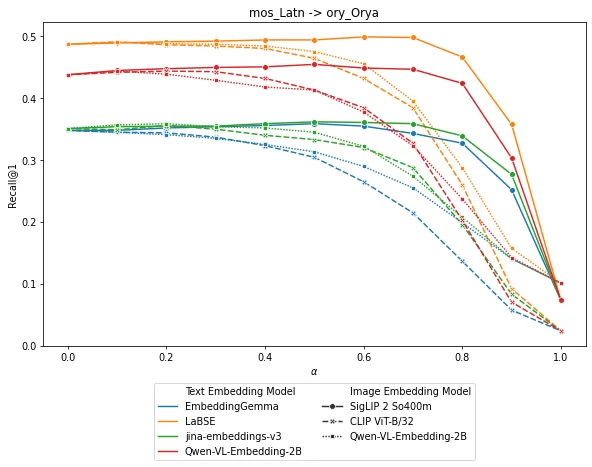 mos_Latn -> ory_Orya
0.5
0.4
0.3
0.2
0.1
0.0
Recall@1
0.0 0.2 0.4 0.6 0.8 1.0
α
Text Embedding Model Image Embedding Model
EmbeddingGemma SigLIP 2 So400m
LaBSE CLIP ViT-B/32
jina-embeddings-v3 Qwen-VL-Embedding-2B
Qwen-VL-Embedding-2B